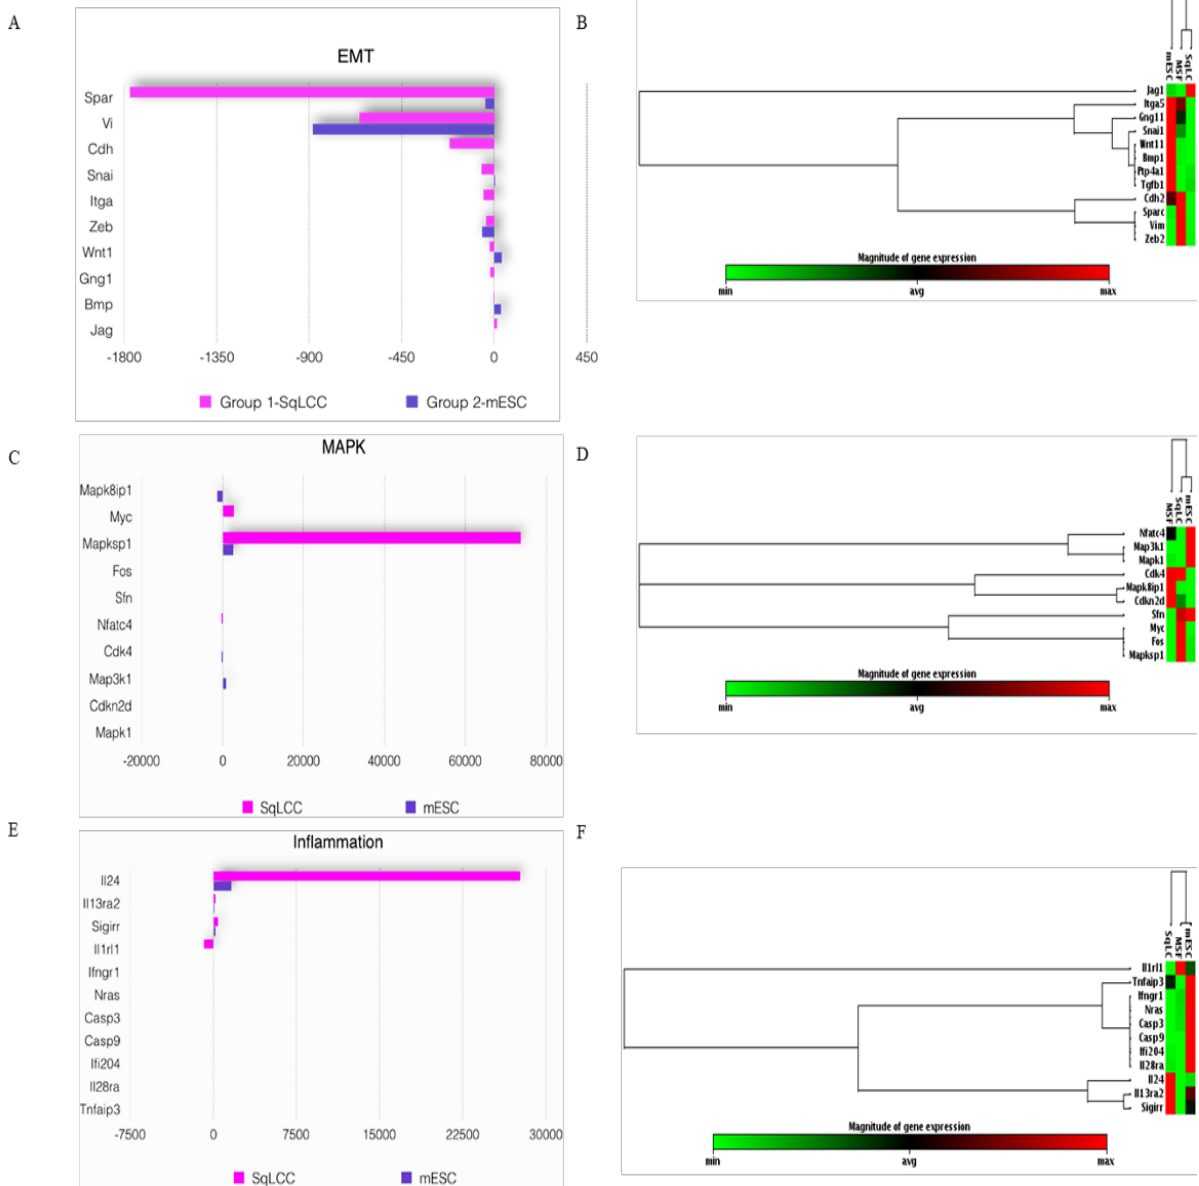 A
EMT
Spar
Vi
Cdh
Snai
Itga
Zeb
Wnt1
Gng1
Bmp
Jag
-1800 -1350 -900 -450 0 450
Group 1-SqLCC Group 2-mESC
B
mESC MSF SqLC
Jag1
Itga5
Gng11
Snai1
Wnt11
Bmp1
Ptp4a1
Tgfb1
Cdh2
Sparc
Vim
Zeb2
Magnitude of gene expression
min avg max
C
MAPK
Mapk8ip1
Myc
Mapksp1
Fos
Sfn
Nfatc4
Cdk4
Map3k1
Cdkn2d
Mapk1
-20000 0 20000 40000 60000 80000
SqLCC mESC
D
MSF SqLC mESC
Nfatc4
Map3k1
Mapk1
Cdk4
Mapk8ip1
Cdkn2d
Sfn
Myc
Fos
Mapksp1
Magnitude of gene expression
min avg max
E
Inflammation
Il24
Il13ra2
Sigirr
Il1rl1
Ifngr1
Nras
Casp3
Casp9
Ifi204
Il28ra
Tnfaip3
-7500 0 7500 15000 22500 30000
SqLCC mESC
F
SqLC MSF mESC
Il1rl1
Tnfaip3
Ifngr1
Nras
Casp3
Casp9
Ifi204
Il28ra
Il24
Il13ra2
Sigirr
Magnitude of gene expression
min avg max